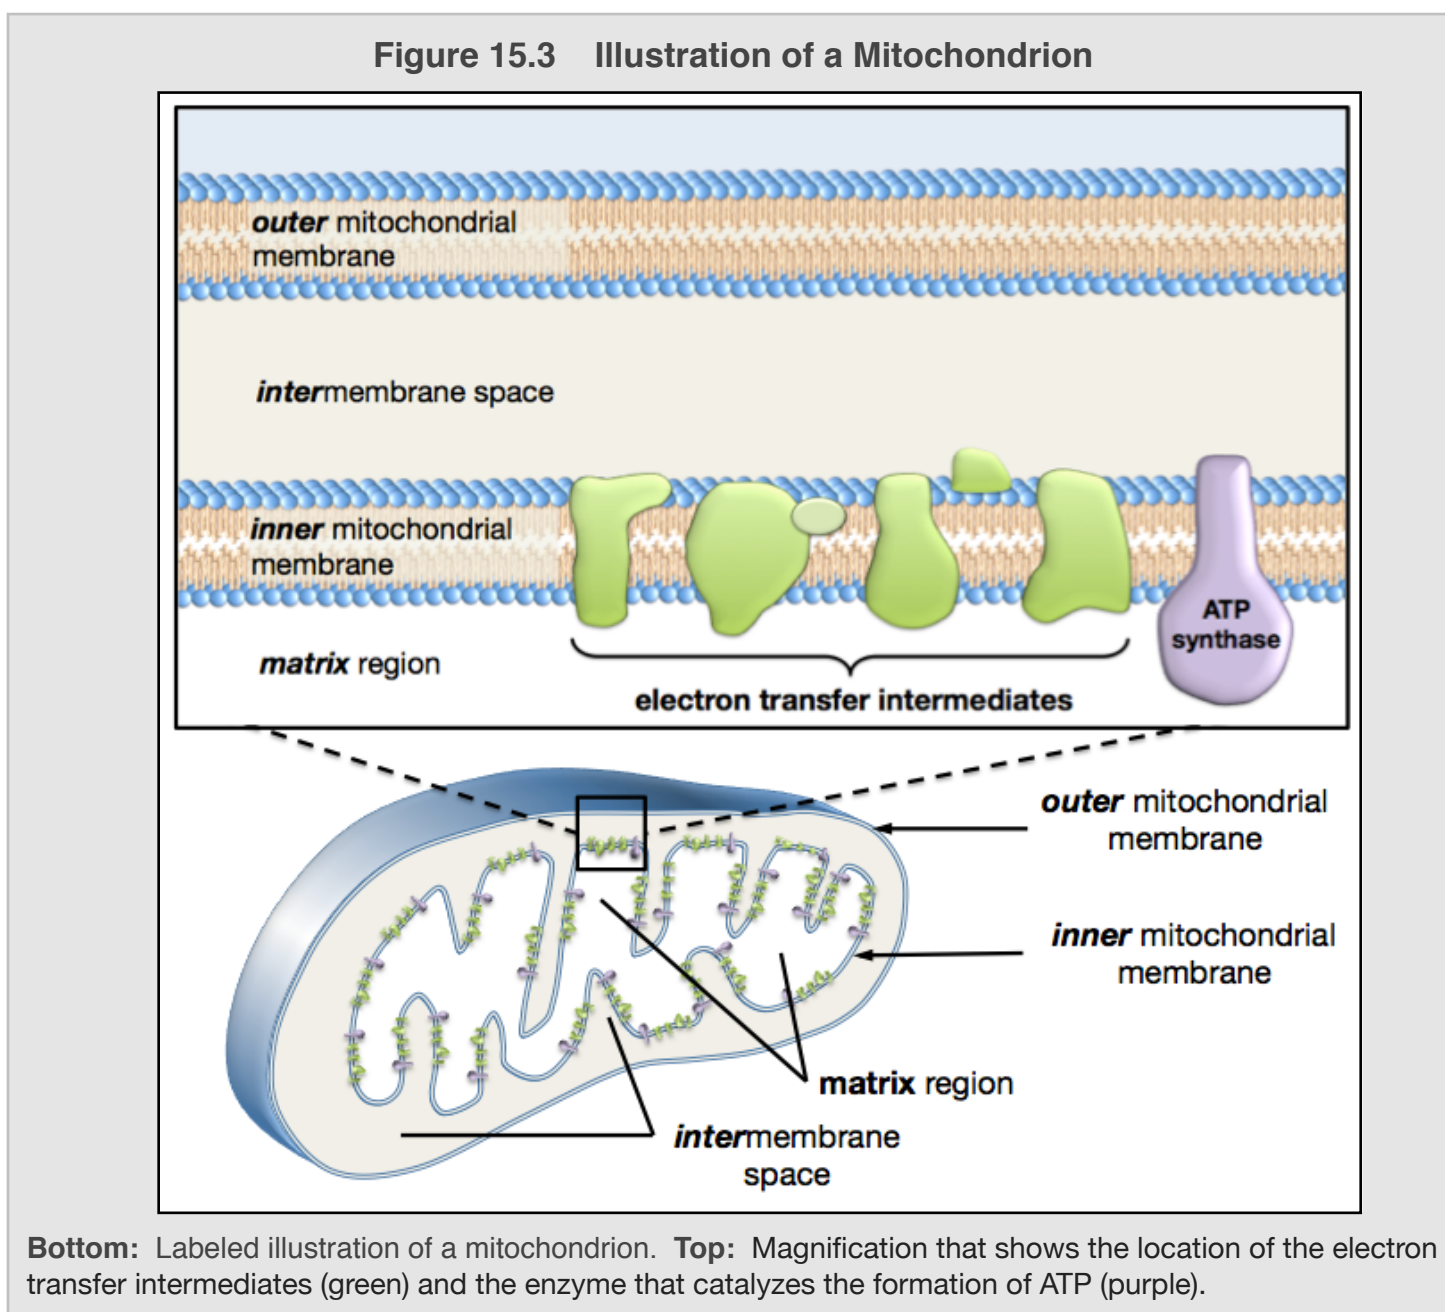 Figure 15.3 Illustration of a Mitochondrion
outer mitochondrial
membrane
intermembrane space
inner mitochondrial
membrane
ATP
synthase
matrix region
electron transfer intermediates
outer mitochondrial
membrane
inner mitochondrial
membrane
matrix region
intermembrane
space
Bottom: Labeled illustration of a mitochondrion. Top: Magnification that shows the location of the electron
transfer intermediates (green) and the enzyme that catalyzes the formation of ATP (purple).